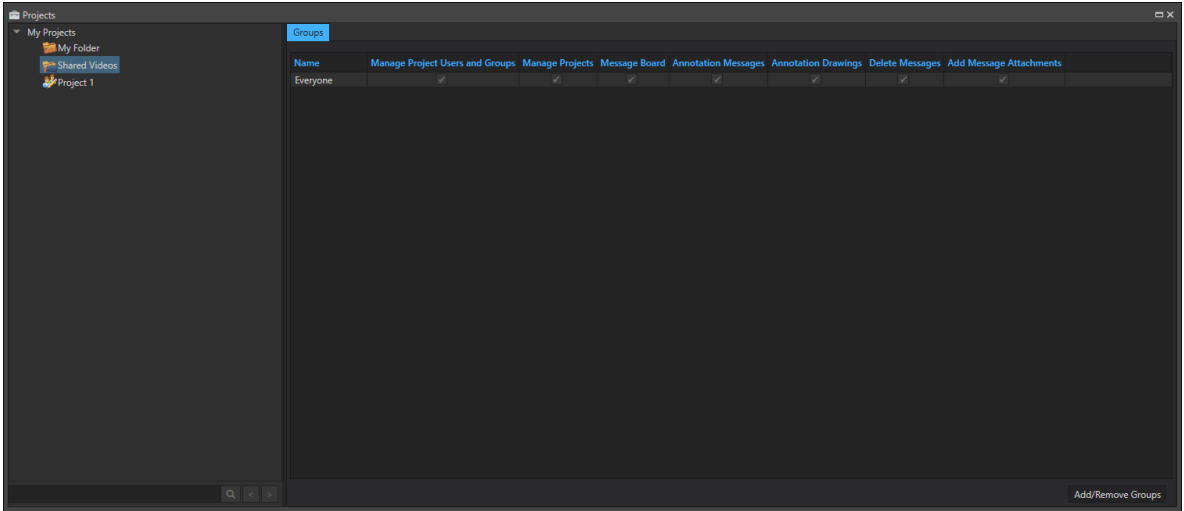 Projects
My Projects
My Folder
Shared Videos
Project 1
Groups
Name Manage Project Users and Groups Manage Projects Message Board Annotation Messages Annotation Drawings Delete Messages Add Message Attachments
Everyone
< >
Add/Remove Groups